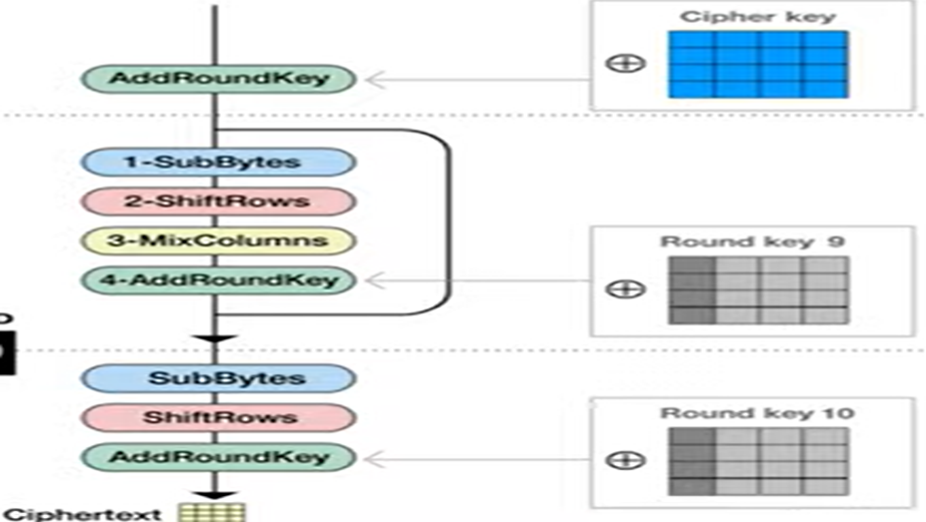 Cipher key
AddRoundKey
1-SubBytes
2-ShiftRows
3-MixColumns
Round key 9
4-AddRoundKey
SubBytes
ShiftRows
Round key 10
AddRoundKey
Ciphertext